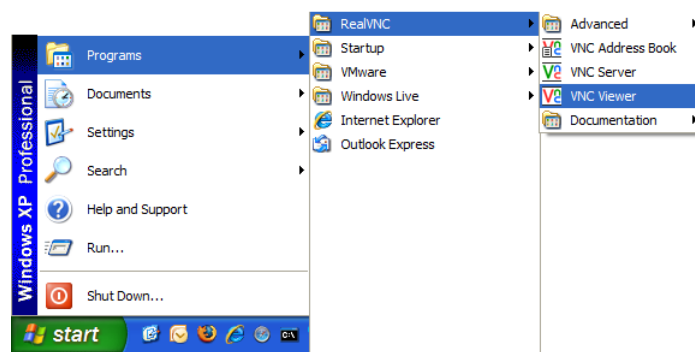 Windows XP Professional
Programs
Documents
Settings
Search
Help and Support
Run...
Shut Down...
start
C:\
RealVNC
Startup
VMware
Windows Live
Internet Explorer
Outlook Express
Advanced
VNC Address Book
VNC Server
VNC Viewer
Documentation